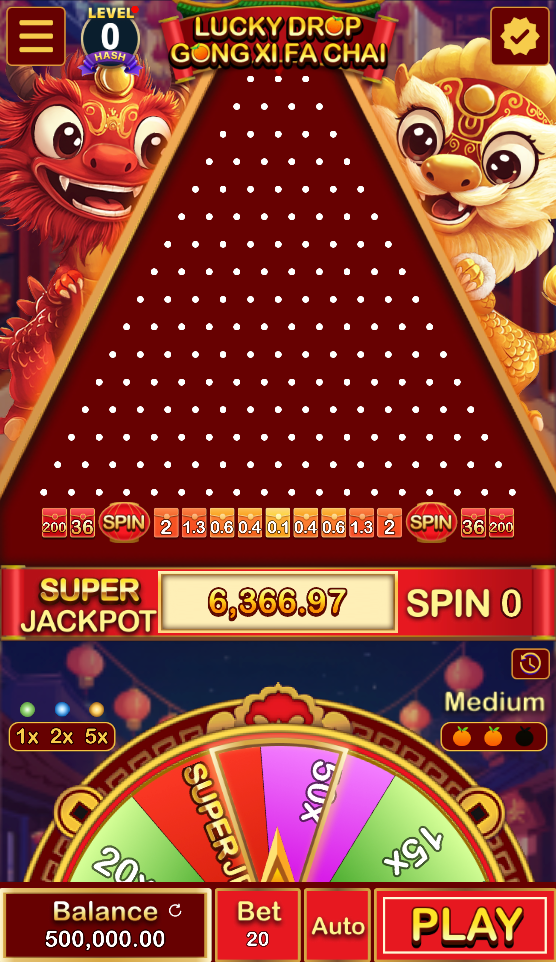 LEVEL
0
HASH
LUCKY DROP
GONG XI FA CHAI
200 36 SPIN 2 1.3 0.6 0.4 0.1 0.4 0.6 1.3 2 SPIN 36 200
SUPER
JACKPOT
6,366.97
SPIN 0
Medium
1x 2x 5x
20x
SUPER
50x
15x
Balance
500,000.00
Bet
20
Auto
PLAY